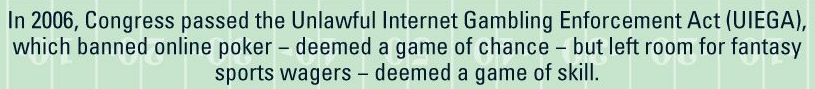 In 2006, Congress passed the Unlawful Internet Gambling Enforcement Act (UIEGA),
which banned online poker – deemed a game of chance – but left room for fantasy
sports wagers – deemed a game of skill.